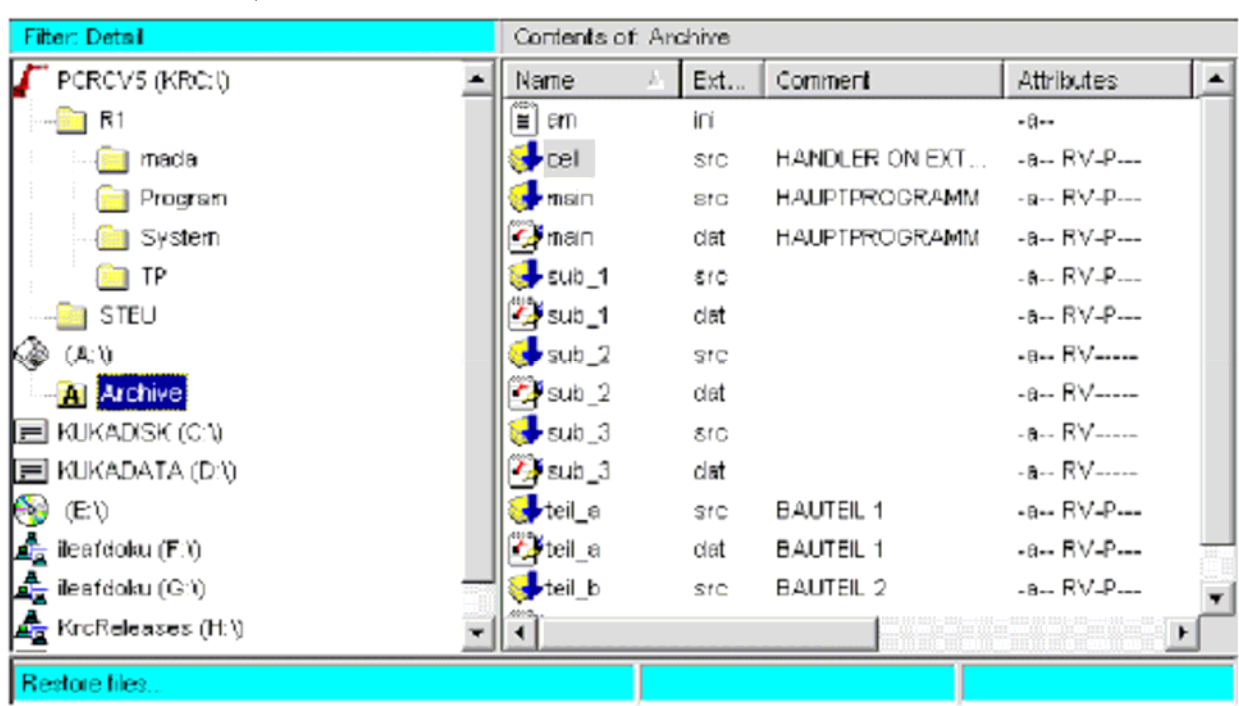 Filter: Detail
Contents of: Archive
PCRCV5 (KRC:\)
R1
mada
Program
System
TP
STEU
(A:\)
Archive
KUKADISK (C:\)
KUKADATA (D:\)
(E:\)
ileafdoku (F:\)
ileafdoku (G:\)
KrcReleases (H:\)
Name Ext... Comment Attributes
am ini -a--
cell src HANDLER ON EXT... -a-- RV-P---
main src HAUPTPROGRAMM -a-- RV-P---
main dat HAUPTPROGRAMM -a-- RV-P---
sub_1 src -a-- RV-P---
sub_1 dat -a-- RV-P---
sub_2 src -a-- RV-----
sub_2 dat -a-- RV-----
sub_3 src -a-- RV-----
sub_3 dat -a-- RV-----
teil_a src BAUTEIL 1 -a-- RV-P---
teil_a dat BAUTEIL 1 -a-- RV-P---
teil_b src BAUTEIL 2 -a-- RV-P---
Restore files...